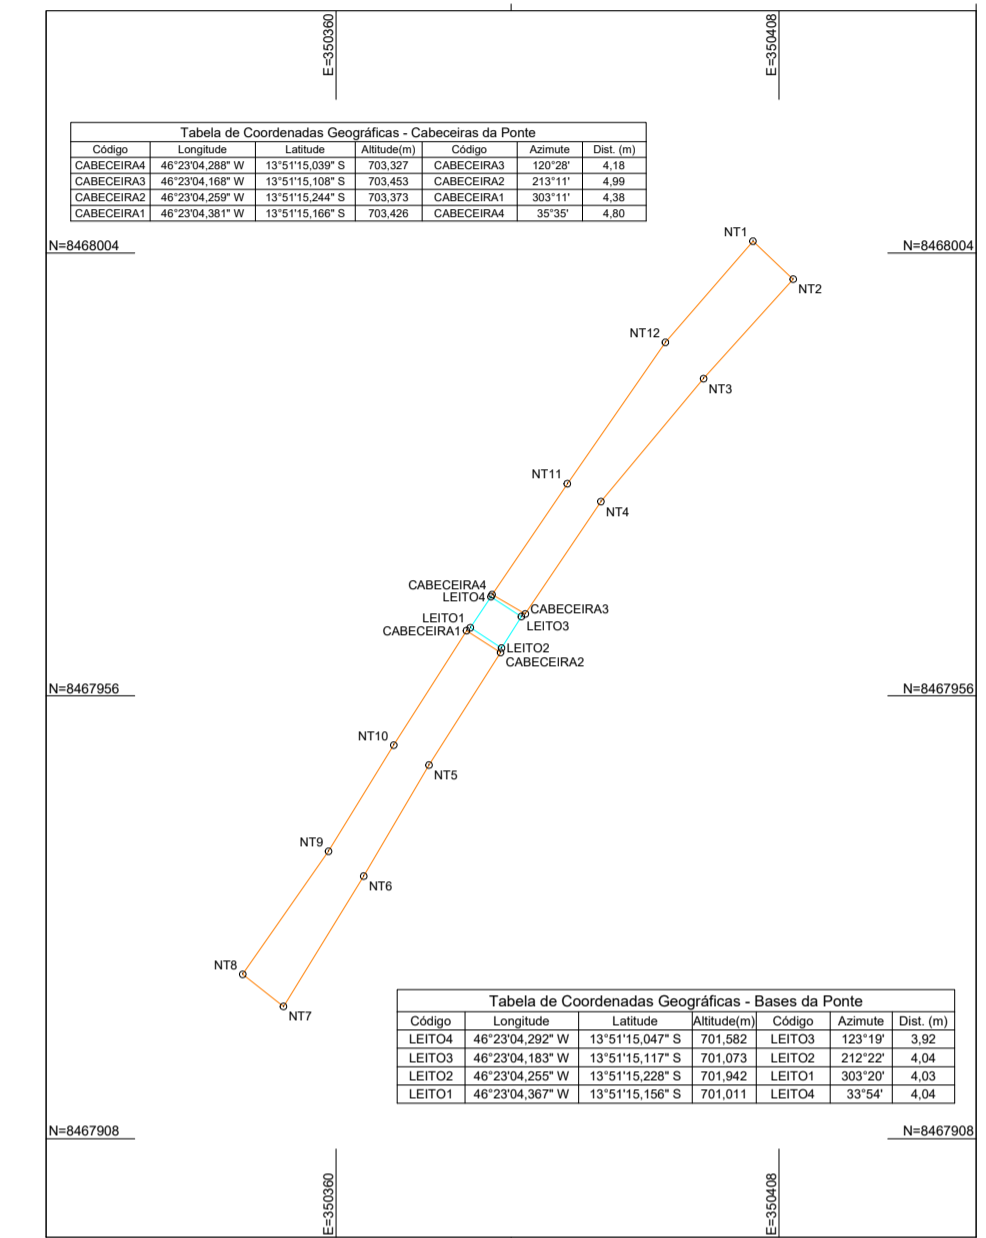 E=350360
E=350408
Tabela de Coordenadas Geográficas - Cabeceiras da Ponte
Código Longitude Latitude Altitude(m) Código Azimute Dist. (m)
CABECEIRA4 46°23'04,288" W 13°51'15,039" S 703,327 CABECEIRA3 120°28' 4,18
CABECEIRA3 46°23'04,168" W 13°51'15,108" S 703,453 CABECEIRA2 213°11' 4,99
CABECEIRA2 46°23'04,259" W 13°51'15,244" S 703,373 CABECEIRA1 303°11' 4,38
CABECEIRA1 46°23'04,381" W 13°51'15,166" S 703,426 CABECEIRA4 35°35' 4,80
NT1
N=8468004
N=8468004
NT2
NT12
NT3
NT11
NT4
CABECEIRA4
LEITO4
CABECEIRA3
LEITO1
LEITO3
CABECEIRA1
LEITO2
CABECEIRA2
N=8467956
N=8467956
NT10
NT5
NT9
NT6
NT8
NT7
Tabela de Coordenadas Geográficas - Bases da Ponte
Código Longitude Latitude Altitude(m) Código Azimute Dist. (m)
LEITO4 46°23'04,292" W 13°51'15,047" S 701,582 LEITO3 123°19' 3,92
LEITO3 46°23'04,183" W 13°51'15,117" S 701,073 LEITO2 212°22' 4,04
LEITO2 46°23'04,255" W 13°51'15,228" S 701,942 LEITO1 303°20' 4,03
LEITO1 46°23'04,367" W 13°51'15,156" S 701,011 LEITO4 33°54' 4,04
N=8467908
N=8467908
E=350360
E=350408